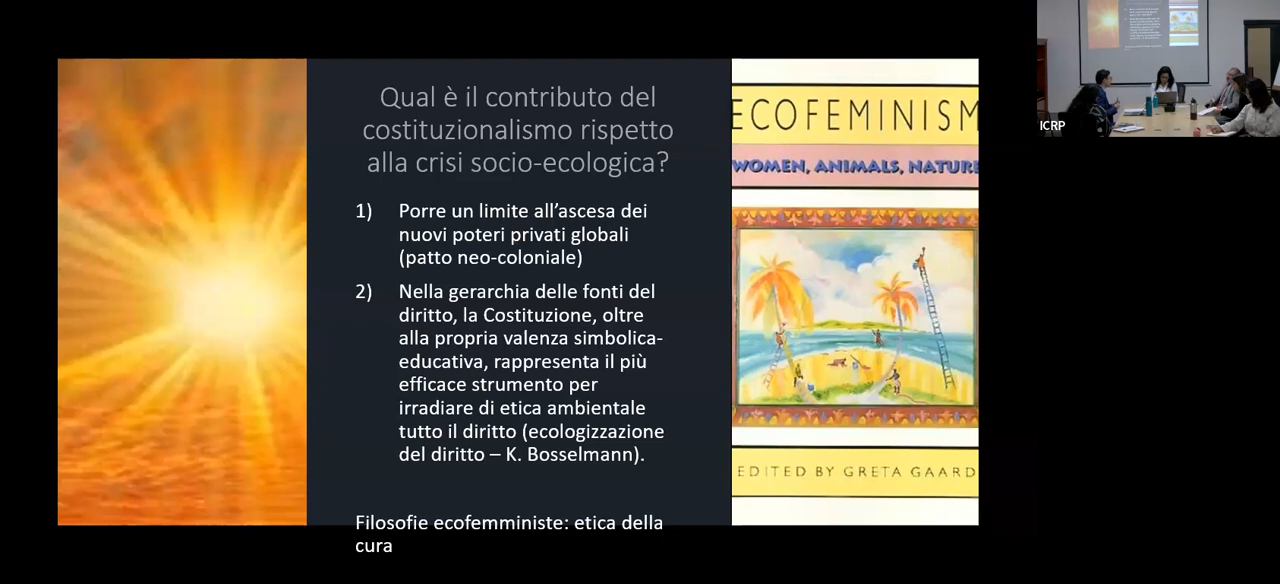 Qual è il contributo del
costituzionalismo rispetto
alla crisi socio-ecologica?
1) Porre un limite all’ascesa dei
nuovi poteri privati globali
(patto neo-coloniale)
2) Nella gerarchia delle fonti del
diritto, la Costituzione, oltre
alla propria valenza simbolica-
educativa, rappresenta il più
efficace strumento per
irradiare di etica ambientale
tutto il diritto (ecologizzazione
del diritto – K. Bosselmann).
Filosofie ecofemministe: etica della
cura
ECOFEMINISM
WOMEN, ANIMALS, NATURE
EDITED BY GRETA GAARD
ICRP